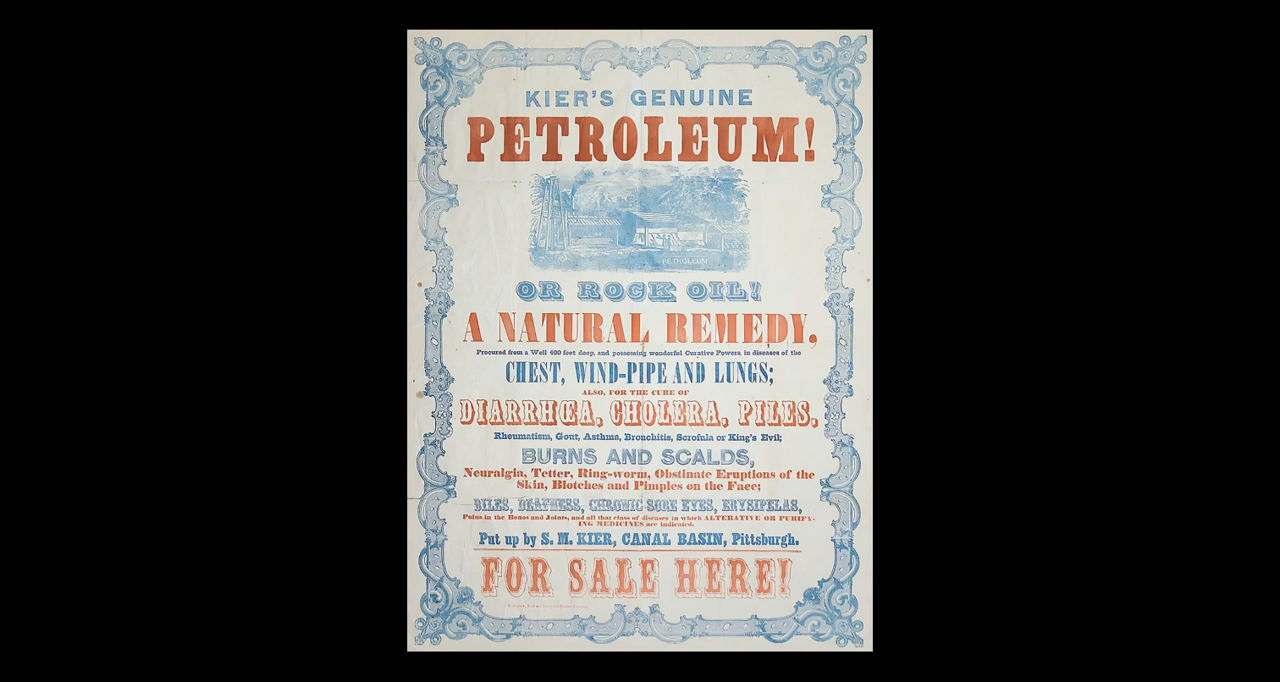 KIER'S GENUINE
PETROLEUM!
PETROLEUM
OR ROCK OIL!
A NATURAL REMEDY,
Procured from a Well 400 feet deep, and possessing wonderful Curative Powers, in diseases of the
CHEST, WIND-PIPE AND LUNGS;
ALSO, FOR THE CURE OF
DIARRHŒA, CHOLERA, PILES,
Rheumatism, Gout, Asthma, Bronchitis, Scrofula or King's Evil;
BURNS AND SCALDS,
Neuralgia, Tetter, Ring-worm, Obstinate Eruptions of the
Skin, Blotches and Pimples on the Face;
BILES, DEAFNESS, CHRONIC SORE EYES, ERYSIPELAS,
Pains in the Bones and Joints, and all that class of diseases in which ALTERATIVE OR PURIFY-
ING MEDICINES are indicated.
Put up by S. M. KIER, CANAL BASIN, Pittsburgh.
FOR SALE HERE!